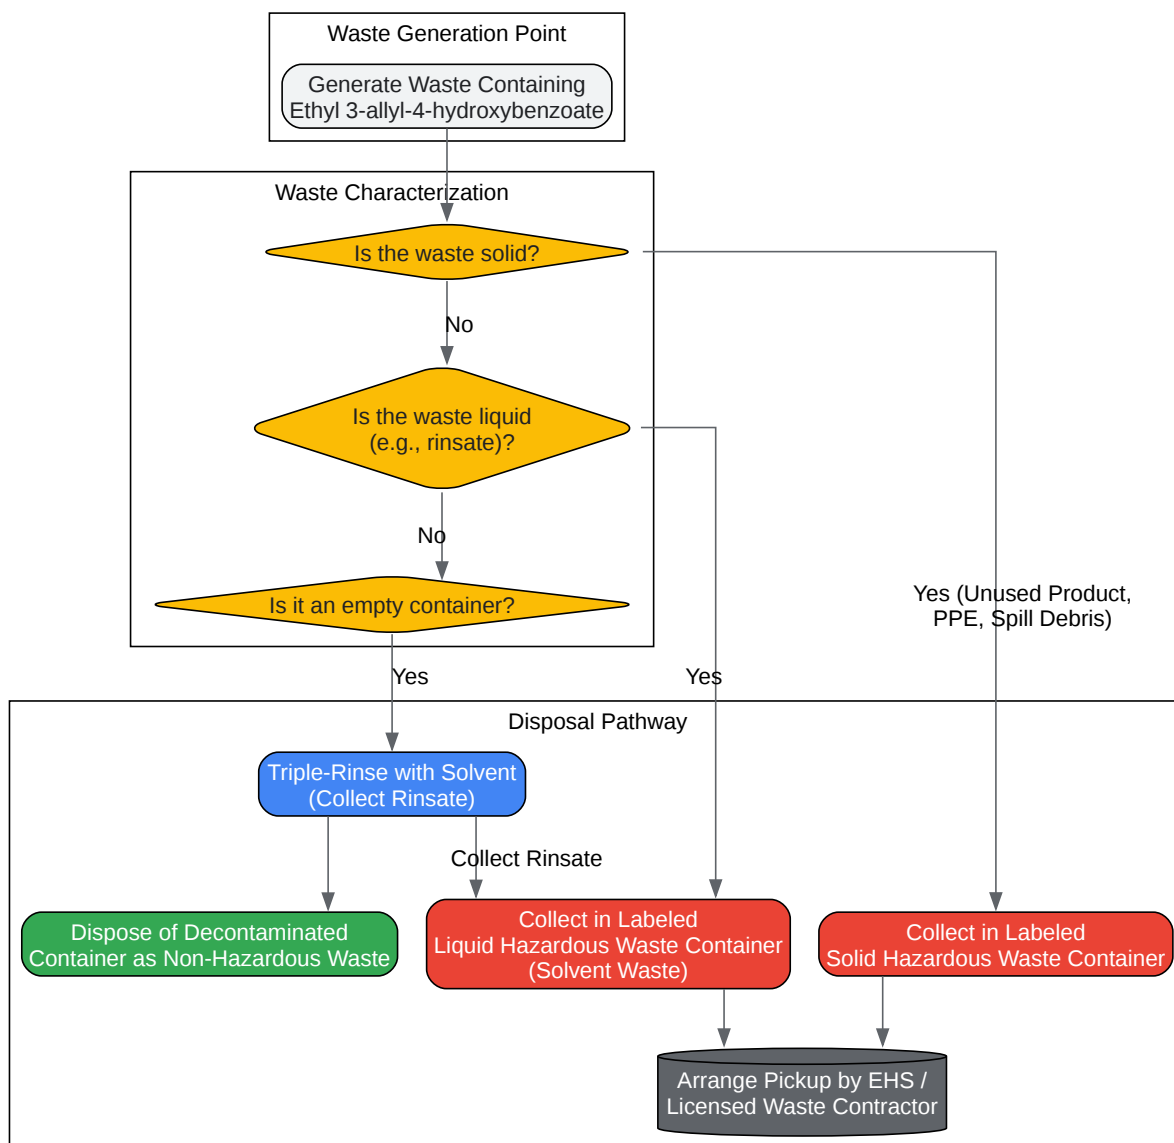 Waste Generation Point
Generate Waste Containing
Ethyl 3-allyl-4-hydroxybenzoate
Waste Characterization
Is the waste solid?
No
Is the waste liquid
(e.g., rinsate)?
No
Is it an empty container?
Yes (Unused Product,
PPE, Spill Debris)
Yes
Yes
Disposal Pathway
Triple-Rinse with Solvent
(Collect Rinsate)
Collect Rinsate
Dispose of Decontaminated
Container as Non-Hazardous Waste
Collect in Labeled
Liquid Hazardous Waste Container
(Solvent Waste)
Collect in Labeled
Solid Hazardous Waste Container
Arrange Pickup by EHS /
Licensed Waste Contractor